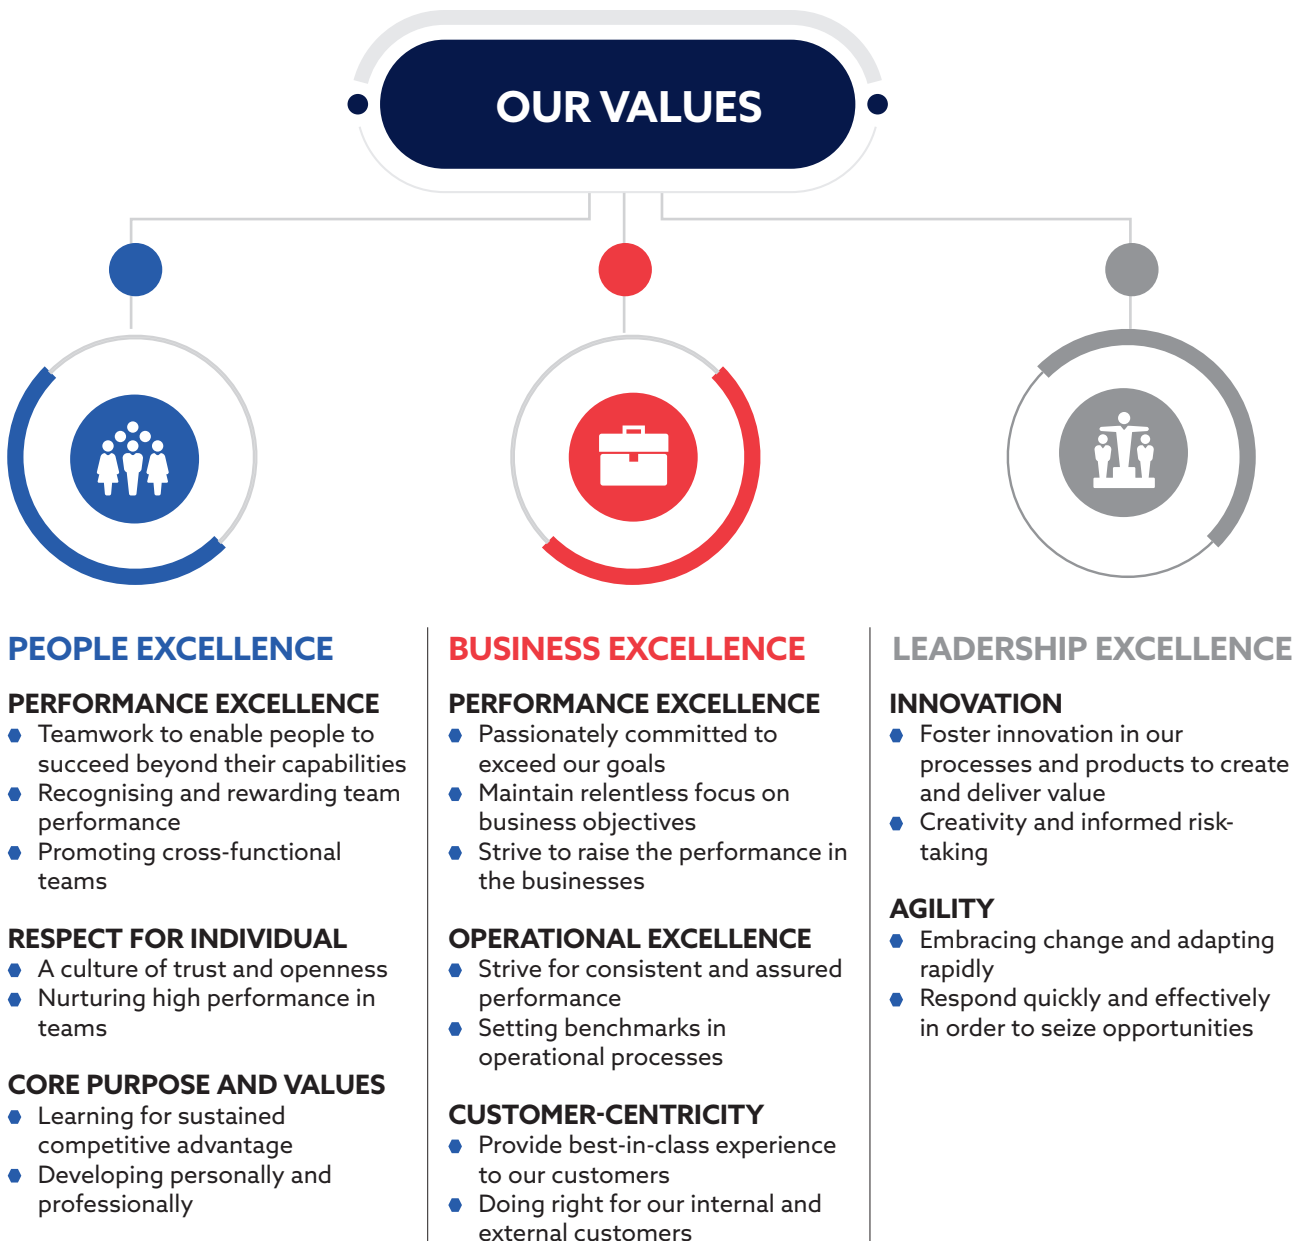 OUR VALUES
PEOPLE EXCELLENCE
PERFORMANCE EXCELLENCE
Teamwork to enable people to
succeed beyond their capabilities
Recognising and rewarding team
performance
Promoting cross-functional
teams
RESPECT FOR INDIVIDUAL
A culture of trust and openness
Nurturing high performance in
teams
CORE PURPOSE AND VALUES
Learning for sustained
competitive advantage
Developing personally and
professionally
BUSINESS EXCELLENCE
PERFORMANCE EXCELLENCE
Passionately committed to
exceed our goals
Maintain relentless focus on
business objectives
Strive to raise the performance in
the businesses
OPERATIONAL EXCELLENCE
Strive for consistent and assured
performance
Setting benchmarks in
operational processes
CUSTOMER-CENTRICITY
Provide best-in-class experience
to our customers
Doing right for our internal and
external customers
LEADERSHIP EXCELLENCE
INNOVATION
Foster innovation in our
processes and products to create
and deliver value
Creativity and informed risk-
taking
AGILITY
Embracing change and adapting
rapidly
Respond quickly and effectively
in order to seize opportunities